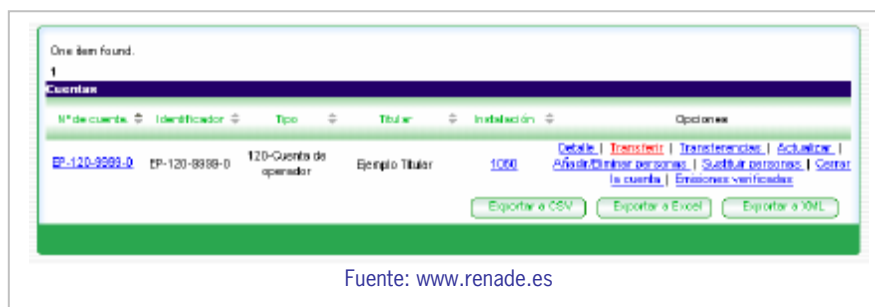 One item found.
1
Cuentas
Nº de cuenta. Identificador Tipo Titular Instalación Opciones
EP-120-9999-0 EP-120-9999-0 120-Cuenta de operador Ejemplo Titular 1060 Detalle | Transferir | Transferencias | Actualizar |
Añadir/Eliminar personas | Sustituir personas | Cerrar
la cuenta | Emisiones verificadas
Exportar a CSV Exportar a Excel Exportar a XML
Fuente: www.renade.es